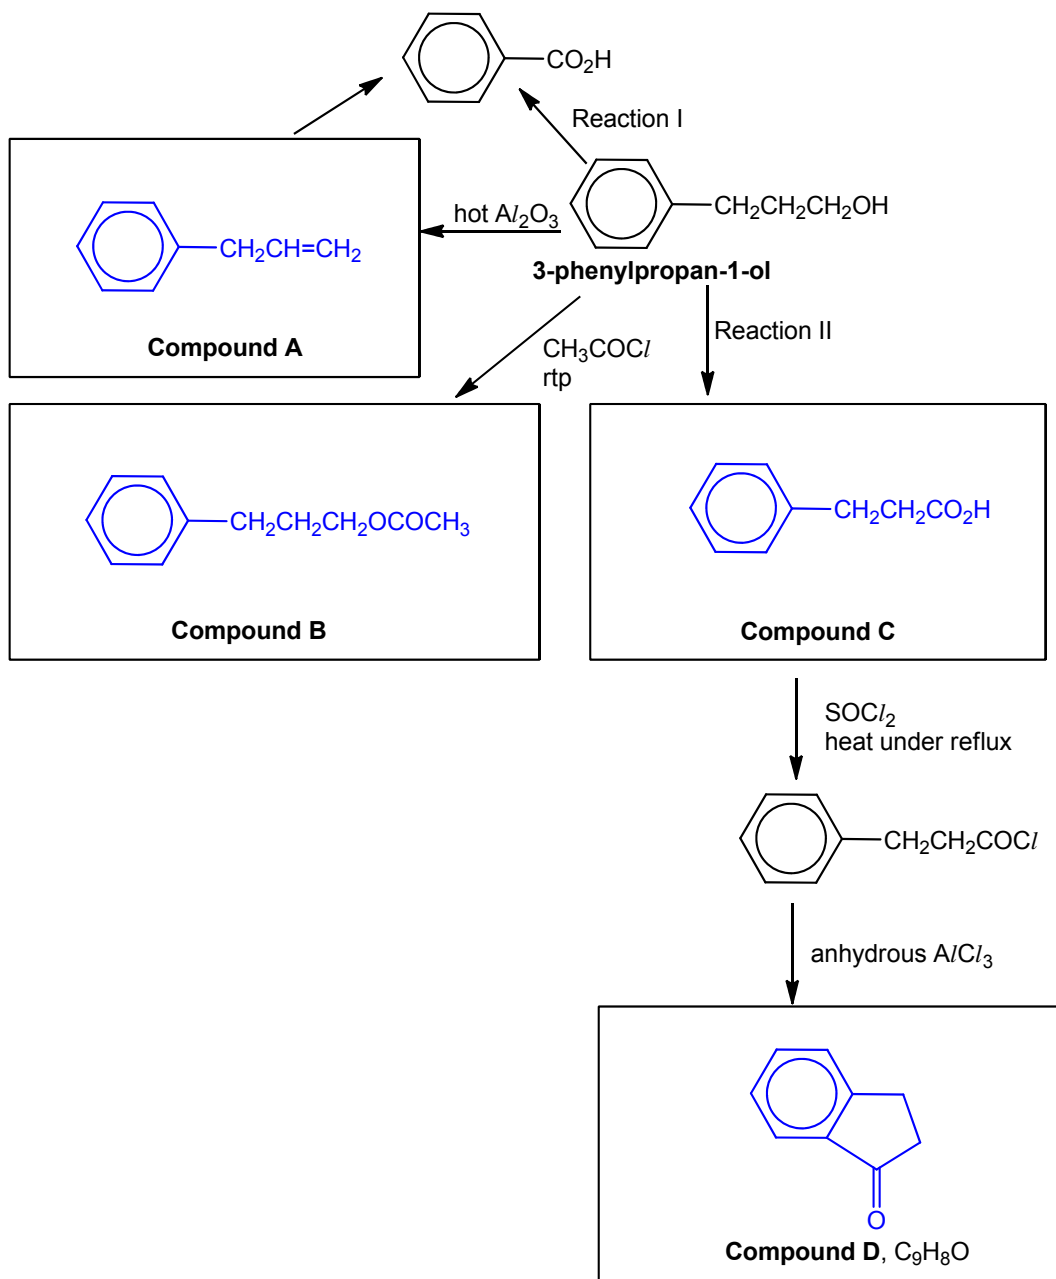 CO₂H
Reaction I
CH₂CH₂CH₂OH
hot Al₂O₃
3-phenylpropan-1-ol
CH₂CH=CH₂
Compound A
Reaction II
CH₃COCl
rtp
CH₂CH₂CH₂OCOCH₃
Compound B
CH₂CH₂CO₂H
Compound C
SOCl₂
heat under reflux
CH₂CH₂COCl
anhydrous AlCl₃
O
Compound D, C₉H₈O